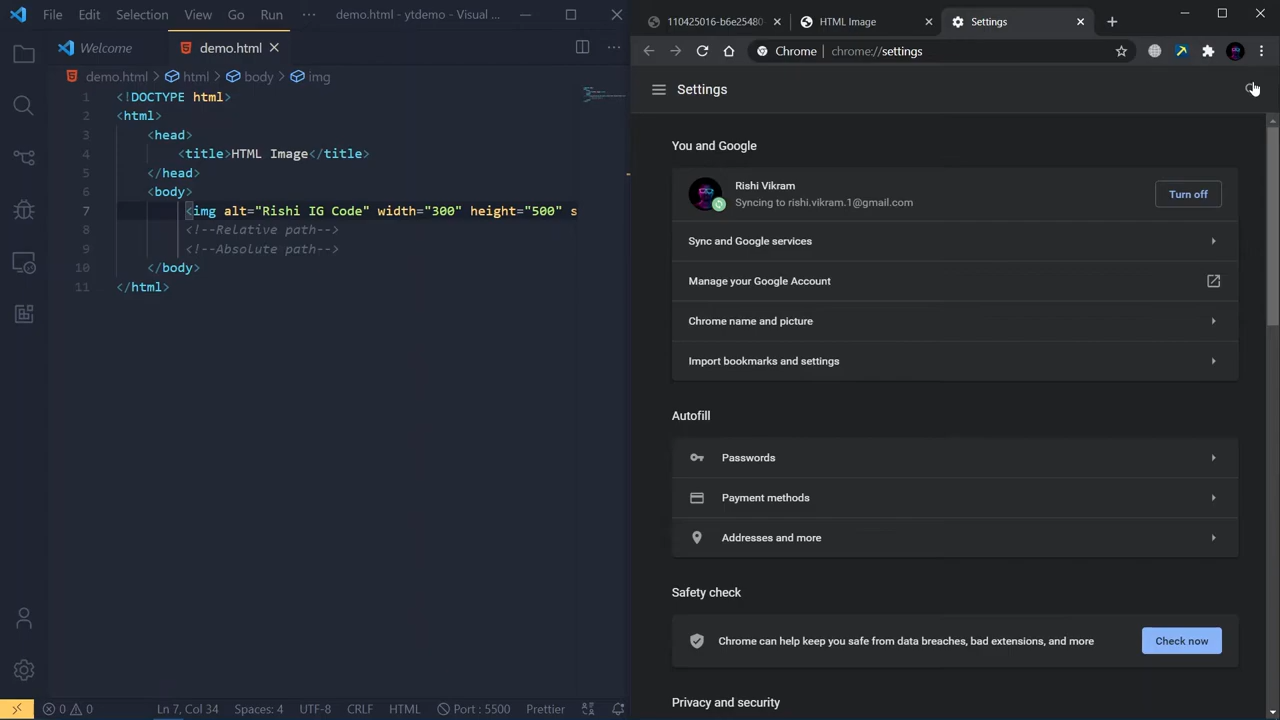 File Edit Selection View Go Run ··· demo.html - ytdemo - Visual ...
Welcome demo.html
demo.html > html > body > img
1 <!DOCTYPE html>
2 <html>
3 <head>
4 <title>HTML Image</title>
5 </head>
6 <body>
7 <img alt="Rishi IG Code" width="300" height="500" s
8 <!--Relative path-->
9 <!--Absolute path-->
10 </body>
11 </html>
0 0 Ln 7, Col 34 Spaces: 4 UTF-8 CRLF HTML Port : 5500 Prettier
110425016-b6e25480 HTML Image Settings
Chrome | chrome://settings
Settings
You and Google
Rishi Vikram
Syncing to rishi.vikram.1@gmail.com
Turn off
Sync and Google services
Manage your Google Account
Chrome name and picture
Import bookmarks and settings
Autofill
Passwords
Payment methods
Addresses and more
Safety check
Chrome can help keep you safe from data breaches, bad extensions, and more
Check now
Privacy and security